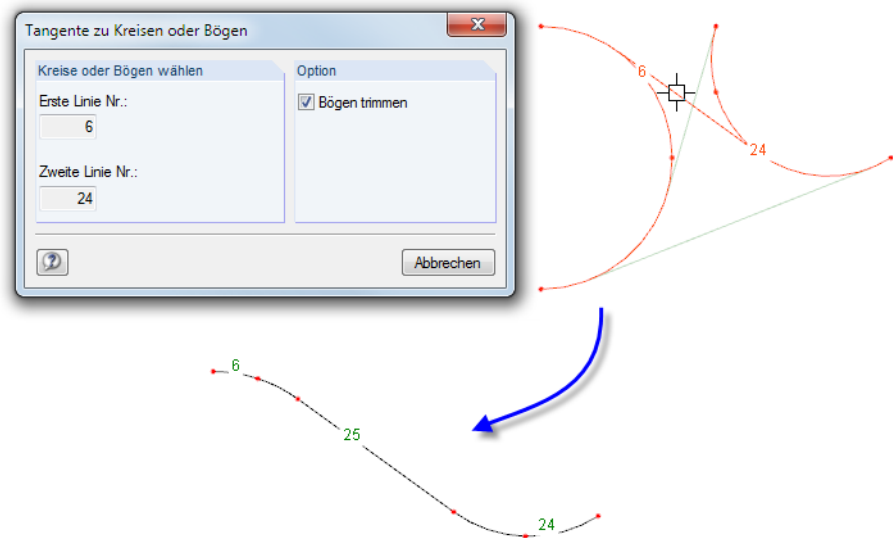 Tangente zu Kreisen oder Bögen
Kreise oder Bögen wählen
Option
Erste Linie Nr.:
6
Bögen trimmen
Zweite Linie Nr.:
24
Abbrechen
6
24
6
25
24